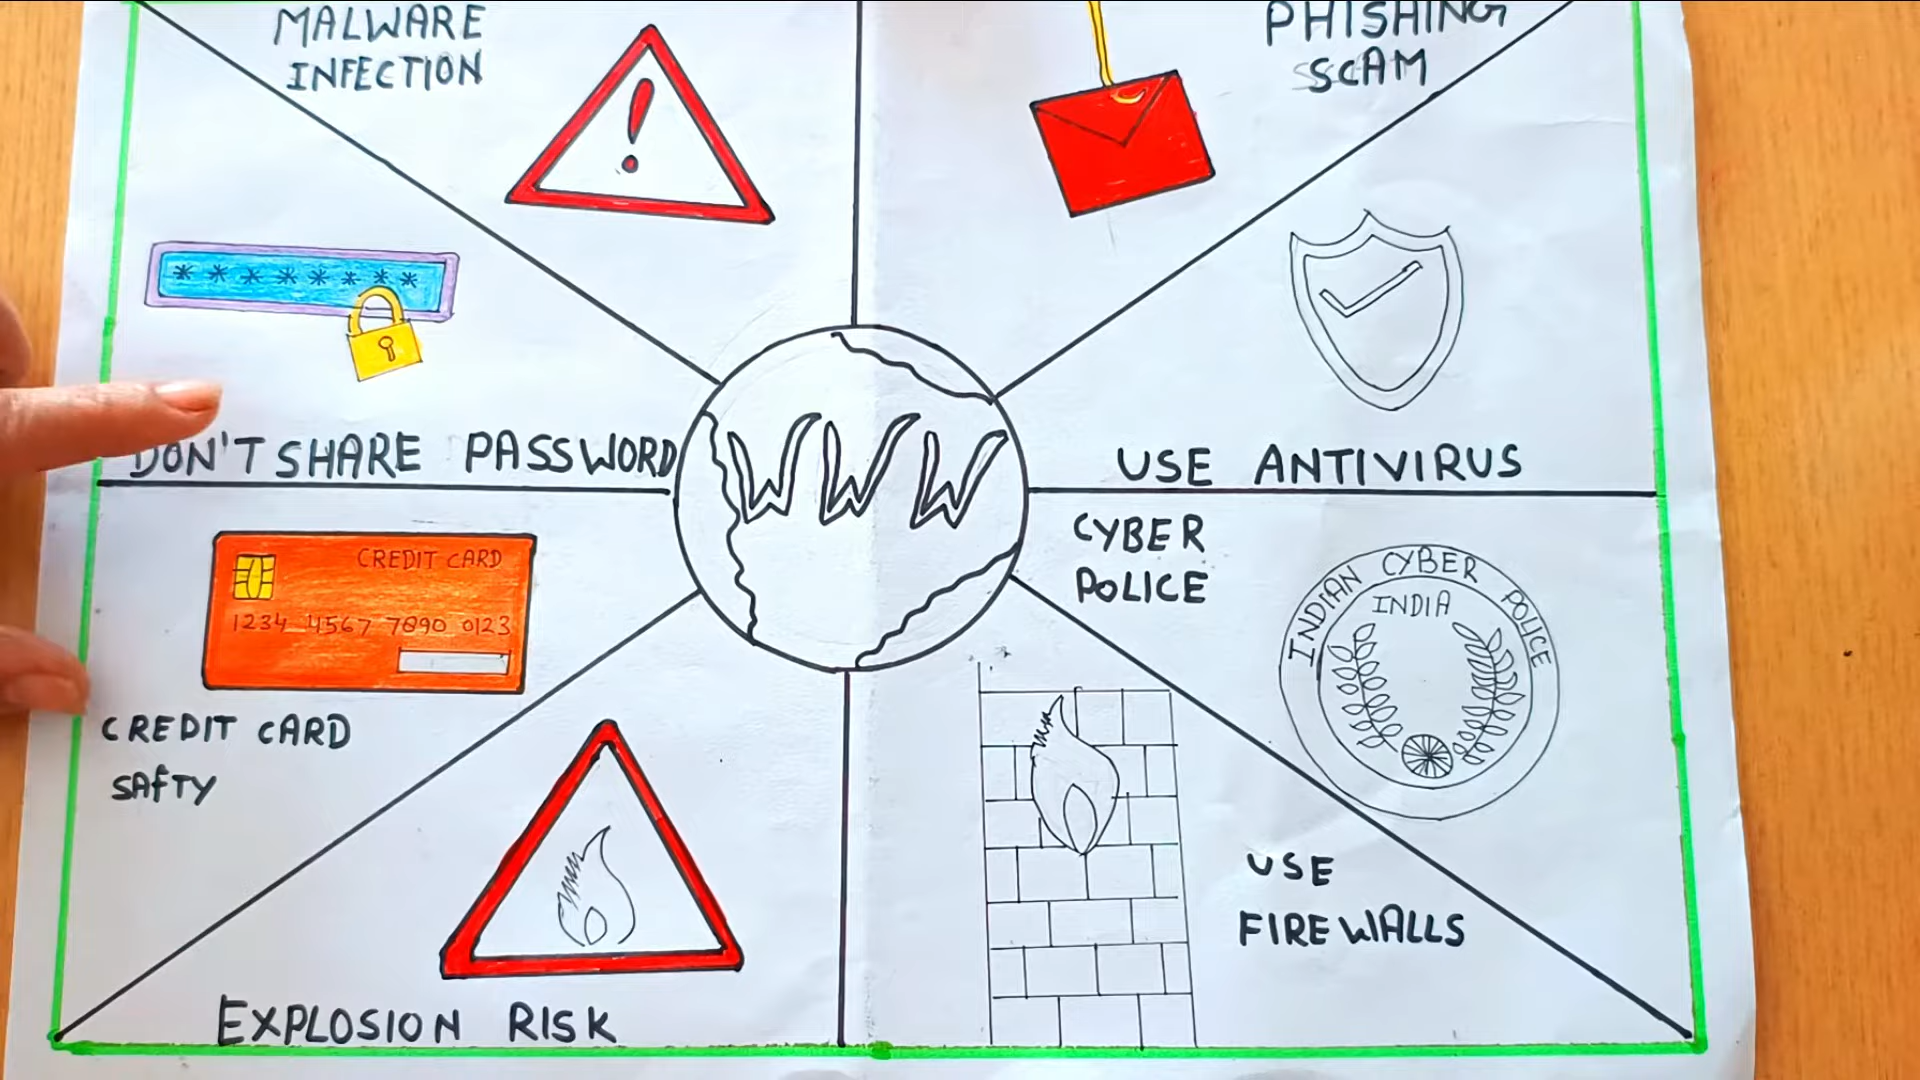 MALWARE
INFECTION
PHISHING
SCAM
* * * * * * * *
DON'T SHARE PASSWORD
USE ANTIVIRUS
WWW
CREDIT CARD
1234 4567 7890 0123
CREDIT CARD
SAfTY
CYBER
POLICE
INDIAN CYBER POLICE
INDIA
EXPLOSION RISK
USE
FIREWALLS